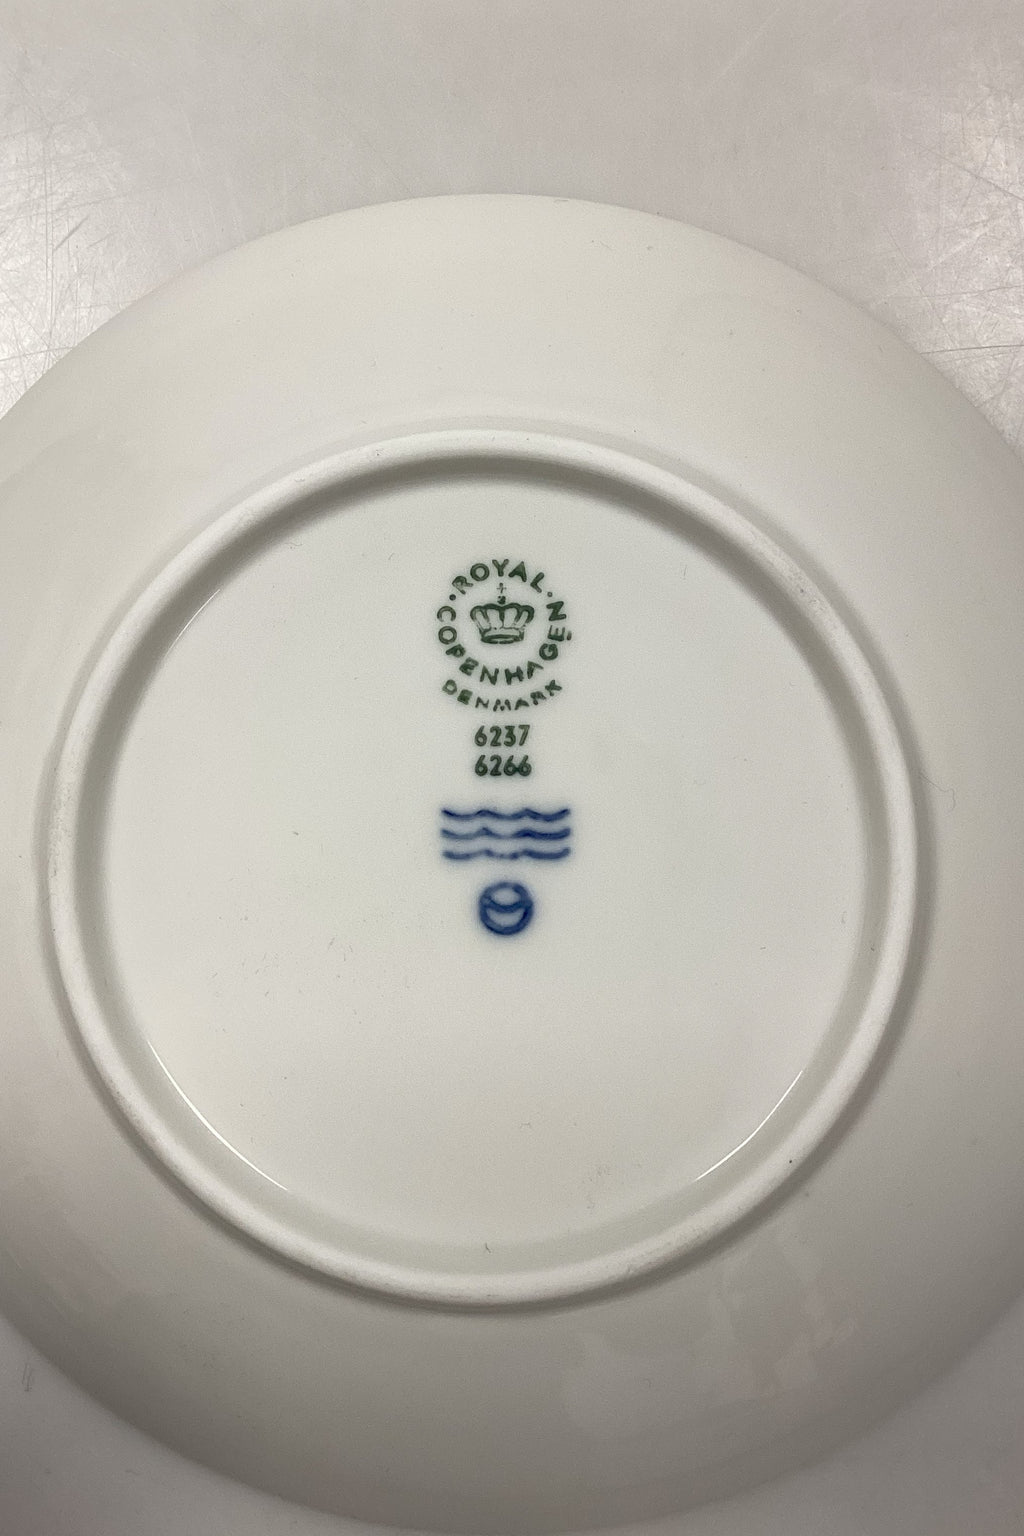 ROYAL
COPENHAGEN
DENMARK
6237
6266